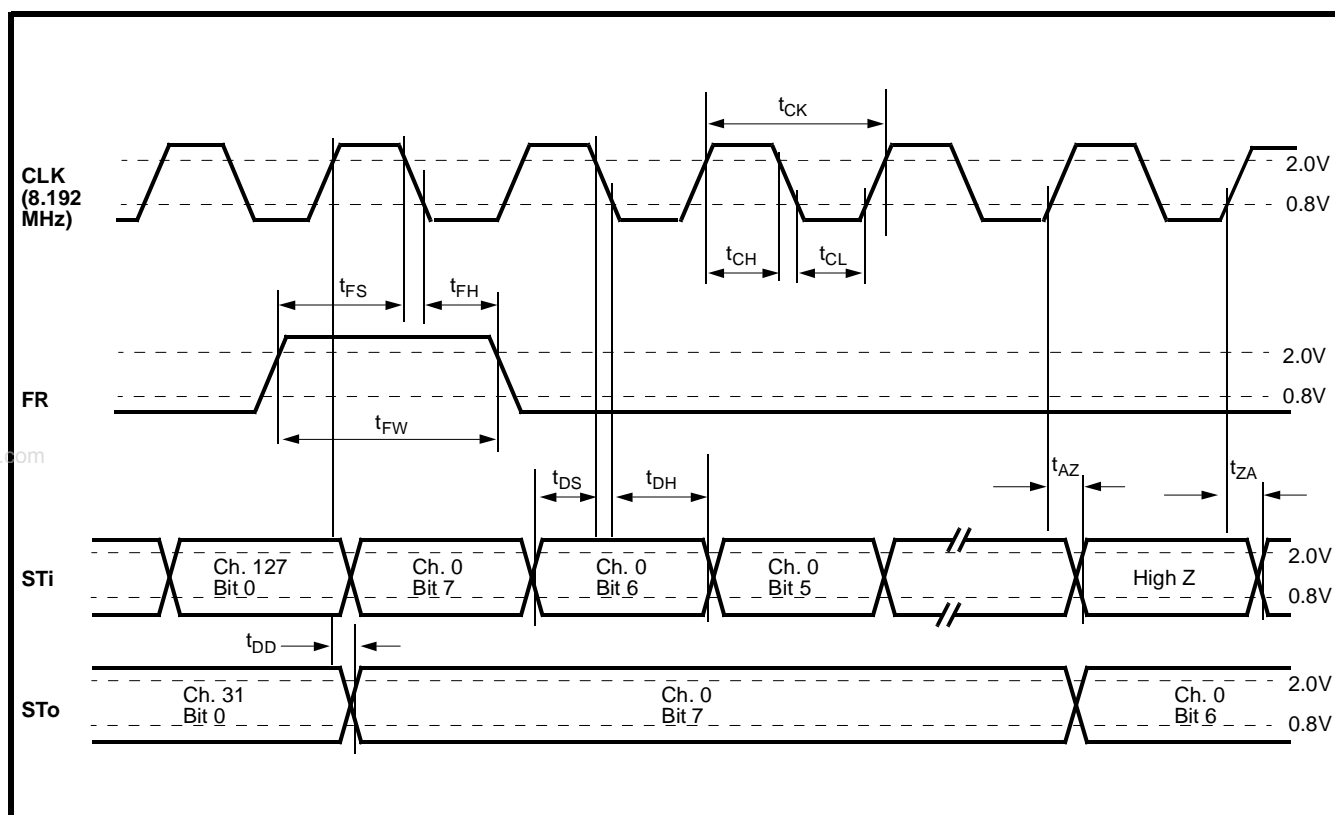 tCK
CLK
(8.192
MHz)
2.0V
0.8V
tCH
tCL
tFS
tFH
2.0V
FR
0.8V
tFW
.com
tDS
tDH
tAZ
tZA
STi
Ch. 127
Bit 0
Ch. 0
Bit 7
Ch. 0
Bit 6
Ch. 0
Bit 5
High Z
2.0V
0.8V
tDD
STo
Ch. 31
Bit 0
Ch. 0
Bit 7
Ch. 0
Bit 6
2.0V
0.8V